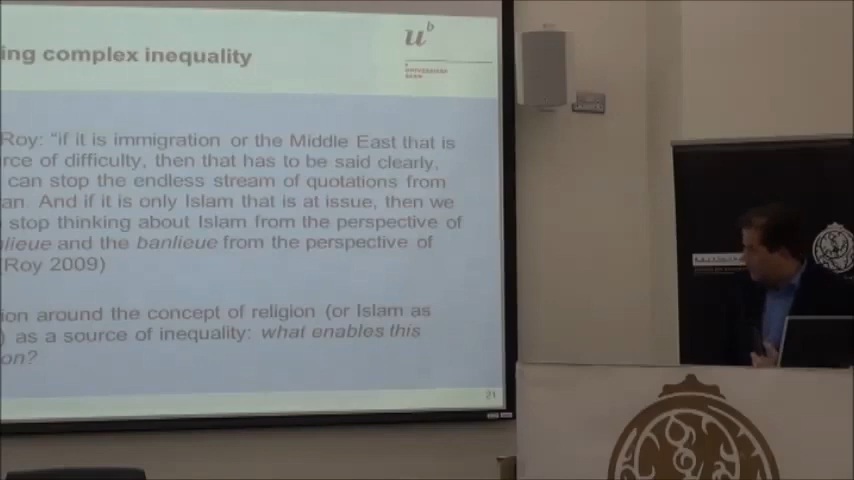 ing complex inequality
u^b
UNIVERSITÄT
BERN
Roy: “if it is immigration or the Middle East that is
rce of difficulty, then that has to be said clearly,
can stop the endless stream of quotations from
an. And if it is only Islam that is at issue, then we
stop thinking about Islam from the perspective of
lieue and the banlieue from the perspective of
(Roy 2009)
ion around the concept of religion (or Islam as
) as a source of inequality: what enables this
on?
21